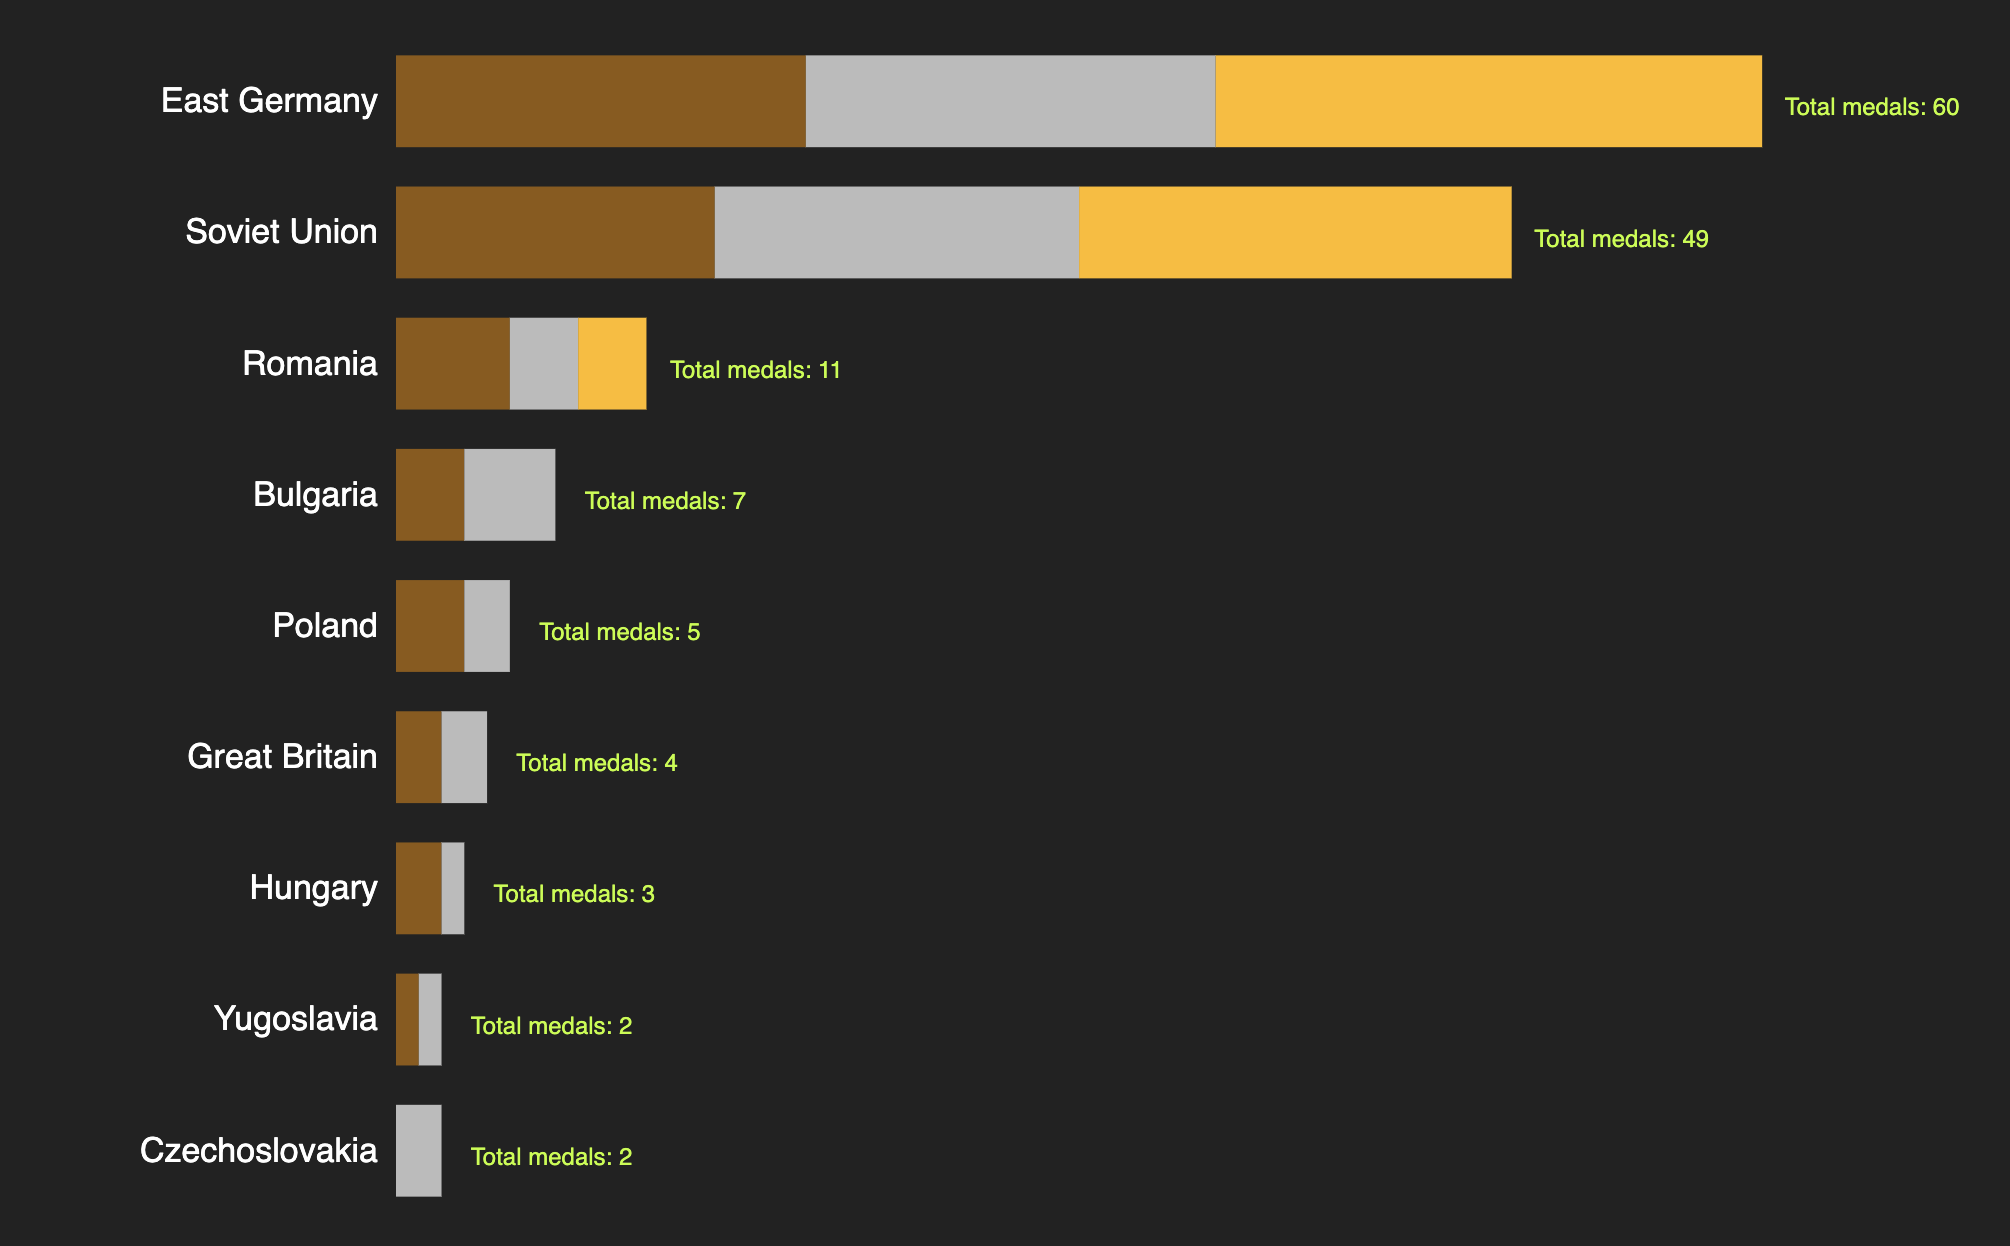 East Germany
Total medals: 60
Soviet Union
Total medals: 49
Romania
Total medals: 11
Bulgaria
Total medals: 7
Poland
Total medals: 5
Great Britain
Total medals: 4
Hungary
Total medals: 3
Yugoslavia
Total medals: 2
Czechoslovakia
Total medals: 2